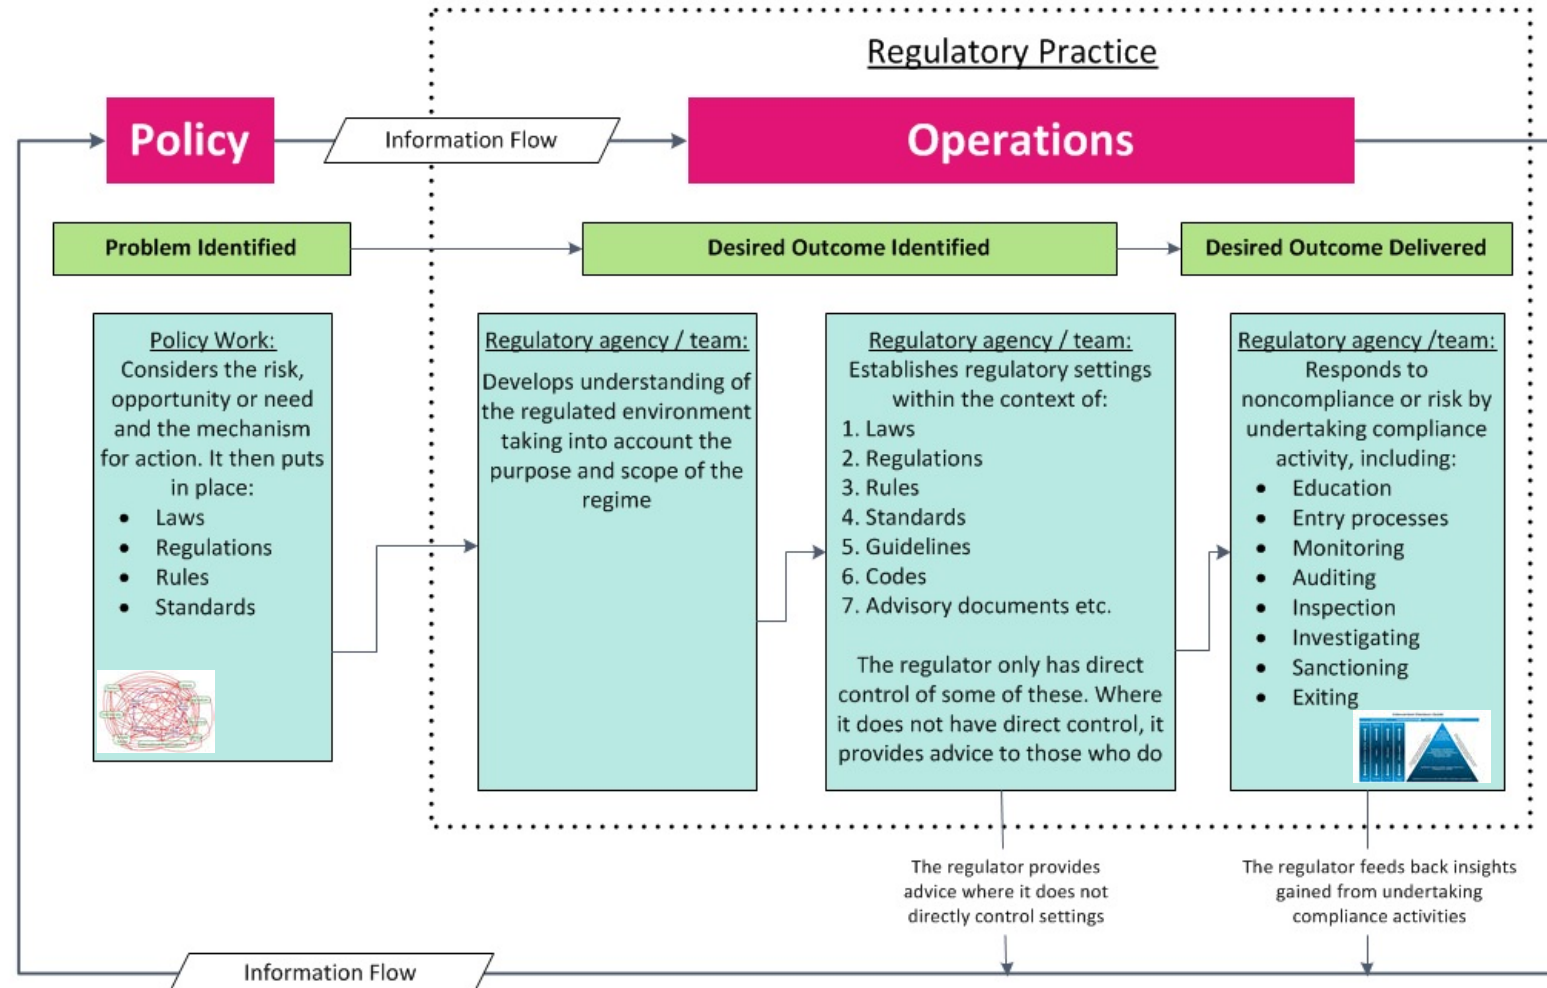 Regulatory Practice
Policy
Information Flow
Operations
Problem Identified
Desired Outcome Identified
Desired Outcome Delivered
Policy Work:
Considers the risk,
opportunity or need
and the mechanism
for action. It then puts
in place:
• Laws
• Regulations
• Rules
• Standards
Regulatory agency / team:
Develops understanding of
the regulated environment
taking into account the
purpose and scope of the
regime
Regulatory agency / team:
Establishes regulatory settings
within the context of:
1. Laws
2. Regulations
3. Rules
4. Standards
5. Guidelines
6. Codes
7. Advisory documents etc.
The regulator only has direct
control of some of these. Where
it does not have direct control, it
provides advice to those who do
Regulatory agency /team:
Responds to
noncompliance or risk by
undertaking compliance
activity, including:
• Education
• Entry processes
• Monitoring
• Auditing
• Inspection
• Investigating
• Sanctioning
• Exiting
The regulator provides
advice where it does not
directly control settings
The regulator feeds back insights
gained from undertaking
compliance activities
Information Flow